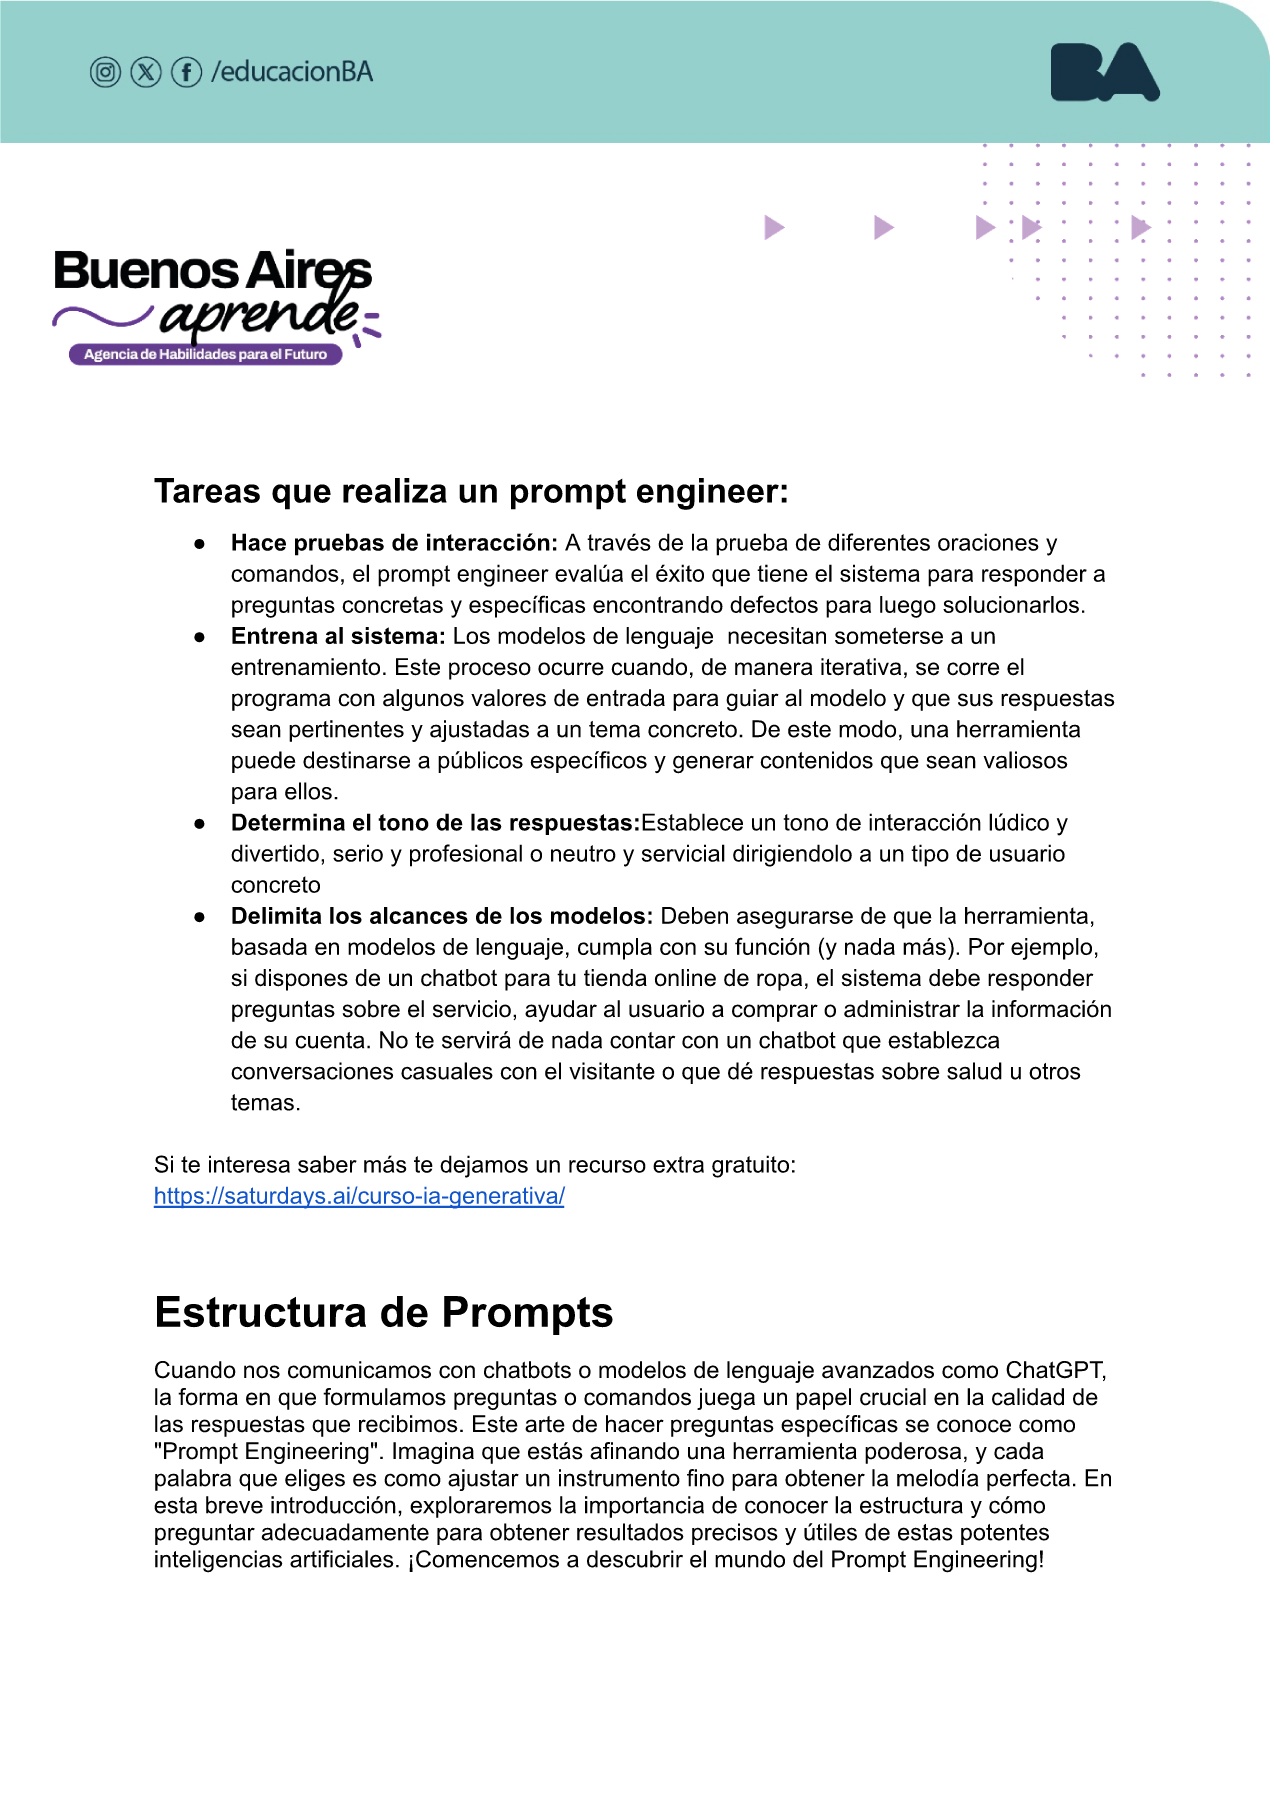 /educacionBA
BA
Buenos Aires
aprende
Agencia de Habilidades para el Futuro
Tareas que realiza un prompt engineer:
● Hace pruebas de interacción: A través de la prueba de diferentes oraciones y
comandos, el prompt engineer evalúa el éxito que tiene el sistema para responder a
preguntas concretas y específicas encontrando defectos para luego solucionarlos.
● Entrena al sistema: Los modelos de lenguaje  necesitan someterse a un
entrenamiento. Este proceso ocurre cuando, de manera iterativa, se corre el
programa con algunos valores de entrada para guiar al modelo y que sus respuestas
sean pertinentes y ajustadas a un tema concreto. De este modo, una herramienta
puede destinarse a públicos específicos y generar contenidos que sean valiosos
para ellos.
● Determina el tono de las respuestas:Establece un tono de interacción lúdico y
divertido, serio y profesional o neutro y servicial dirigiendolo a un tipo de usuario
concreto
● Delimita los alcances de los modelos: Deben asegurarse de que la herramienta,
basada en modelos de lenguaje, cumpla con su función (y nada más). Por ejemplo,
si dispones de un chatbot para tu tienda online de ropa, el sistema debe responder
preguntas sobre el servicio, ayudar al usuario a comprar o administrar la información
de su cuenta. No te servirá de nada contar con un chatbot que establezca
conversaciones casuales con el visitante o que dé respuestas sobre salud u otros
temas.
Si te interesa saber más te dejamos un recurso extra gratuito:
https://saturdays.ai/curso-ia-generativa/
Estructura de Prompts
Cuando nos comunicamos con chatbots o modelos de lenguaje avanzados como ChatGPT,
la forma en que formulamos preguntas o comandos juega un papel crucial en la calidad de
las respuestas que recibimos. Este arte de hacer preguntas específicas se conoce como
"Prompt Engineering". Imagina que estás afinando una herramienta poderosa, y cada
palabra que eliges es como ajustar un instrumento fino para obtener la melodía perfecta. En
esta breve introducción, exploraremos la importancia de conocer la estructura y cómo
preguntar adecuadamente para obtener resultados precisos y útiles de estas potentes
inteligencias artificiales. ¡Comencemos a descubrir el mundo del Prompt Engineering!